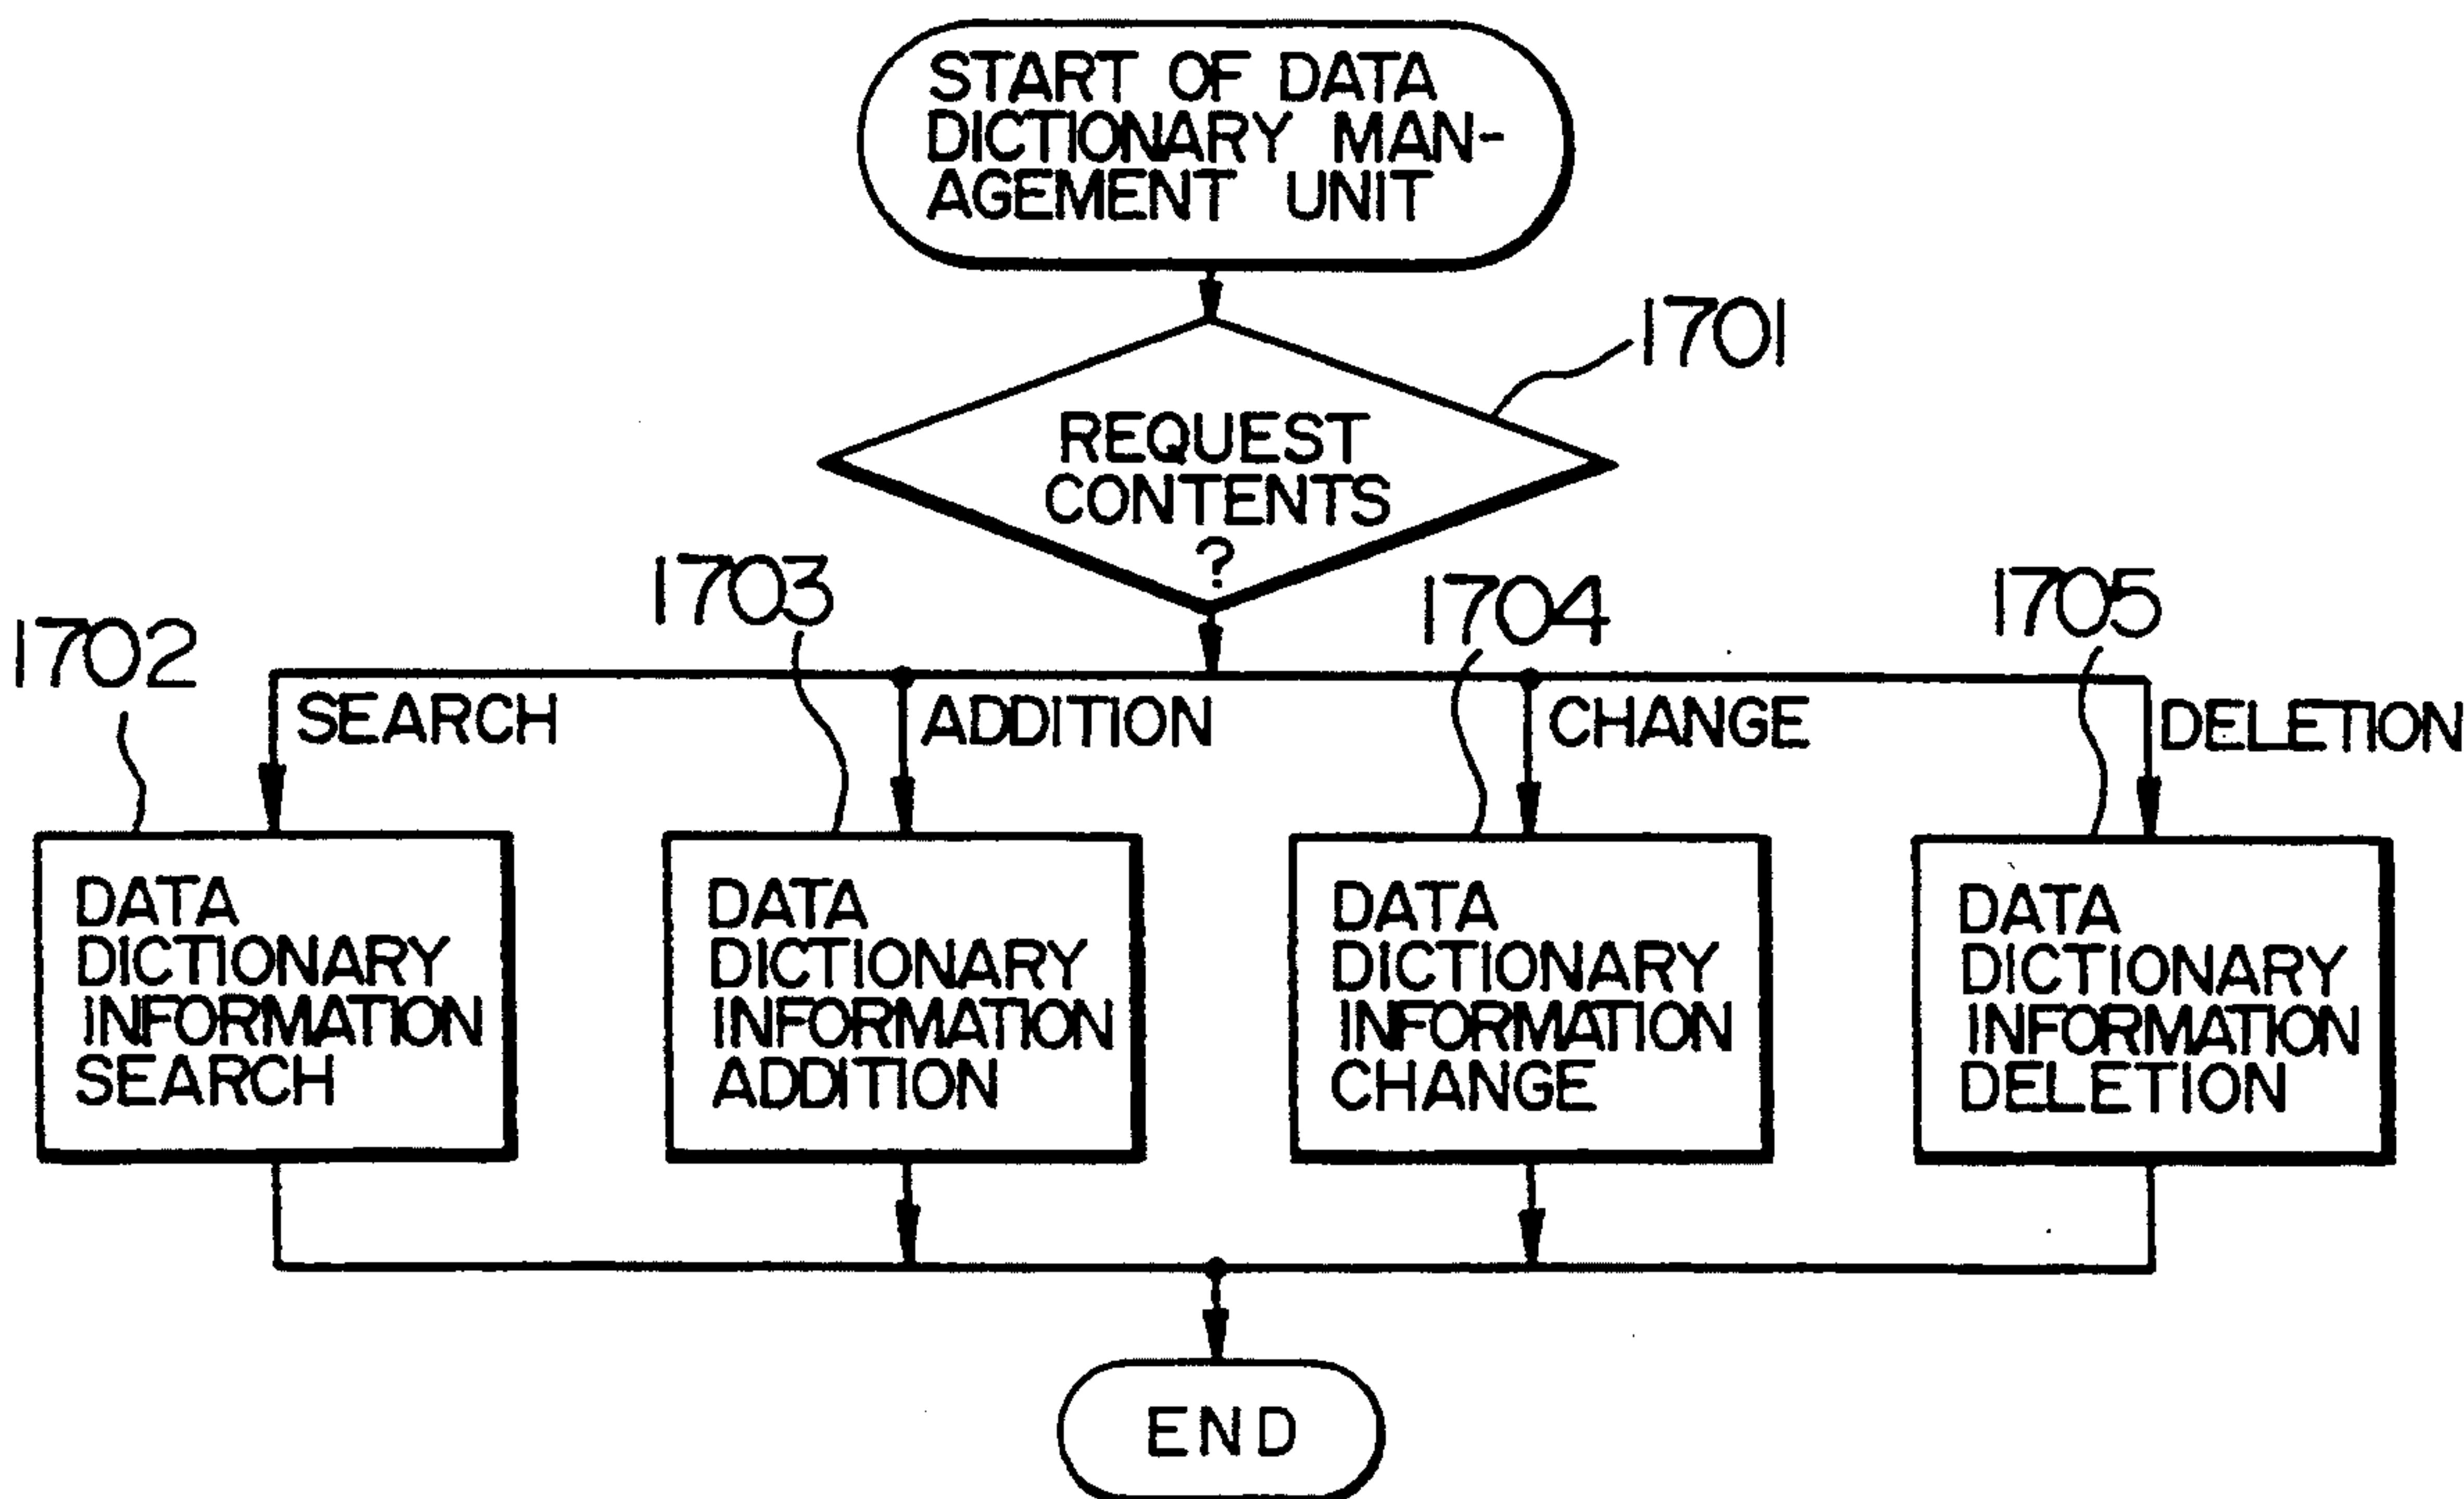 START OF DATA
DICTIONARY MAN-
AGEMENT UNIT
1701
REQUEST
CONTENTS
?
1702
1703
1704
1705
SEARCH
ADDITION
CHANGE
DELETION
DATA
DICTIONARY
INFORMATION
SEARCH
DATA
DICTIONARY
INFORMATION
ADDITION
DATA
DICTIONARY
INFORMATION
CHANGE
DATA
DICTIONARY
INFORMATION
DELETION
END